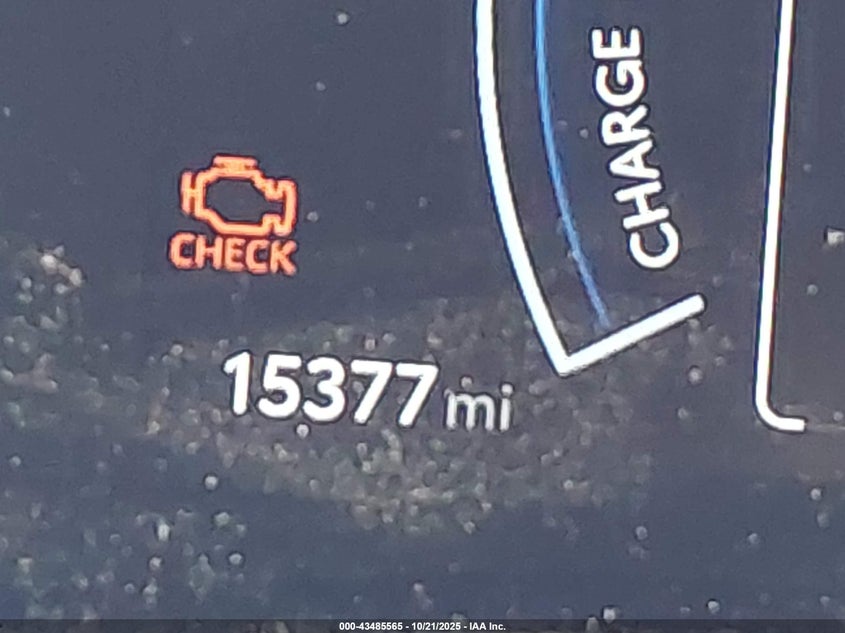 CHARGE
CHECK
15377 mi
000-43485565 - 10/21/2025 - IAA Inc.